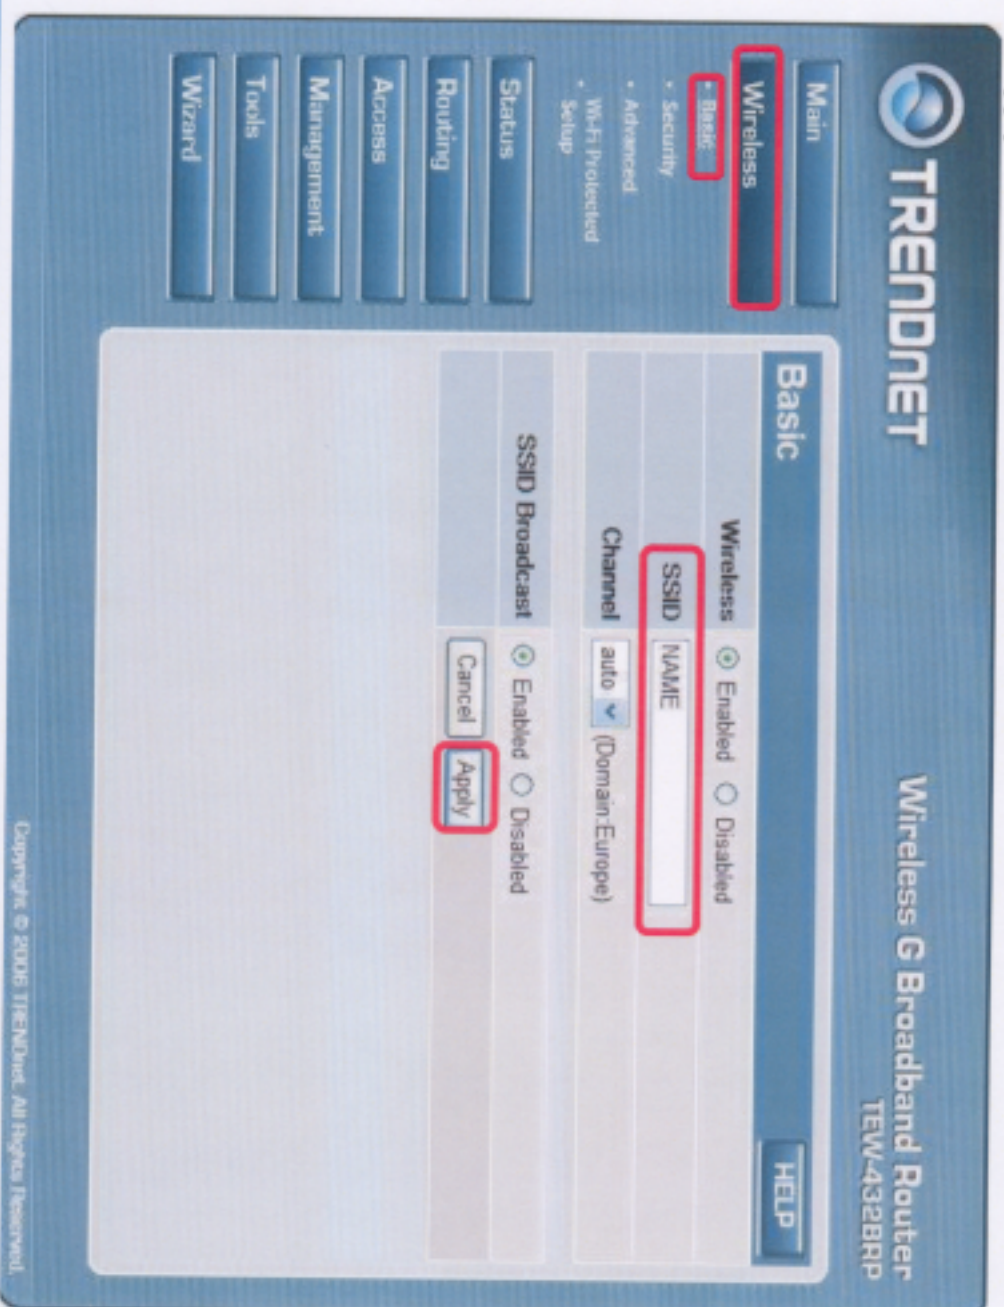 TRENDNET
Wireless G Broadband Router
TEW-432BRP
Main
Wireless
• Basic
• Security
• Advanced
• Wi-Fi Protected
Setup
Status
Routing
Access
Management
Tools
Wizard
Basic
HELP
Wireless Enabled Disabled
SSID NAME
Channel auto (Domain:Europe)
SSID Broadcast Enabled Disabled
Cancel Apply
Copyright © 2006 TRENDnet. All Rights Reserved.